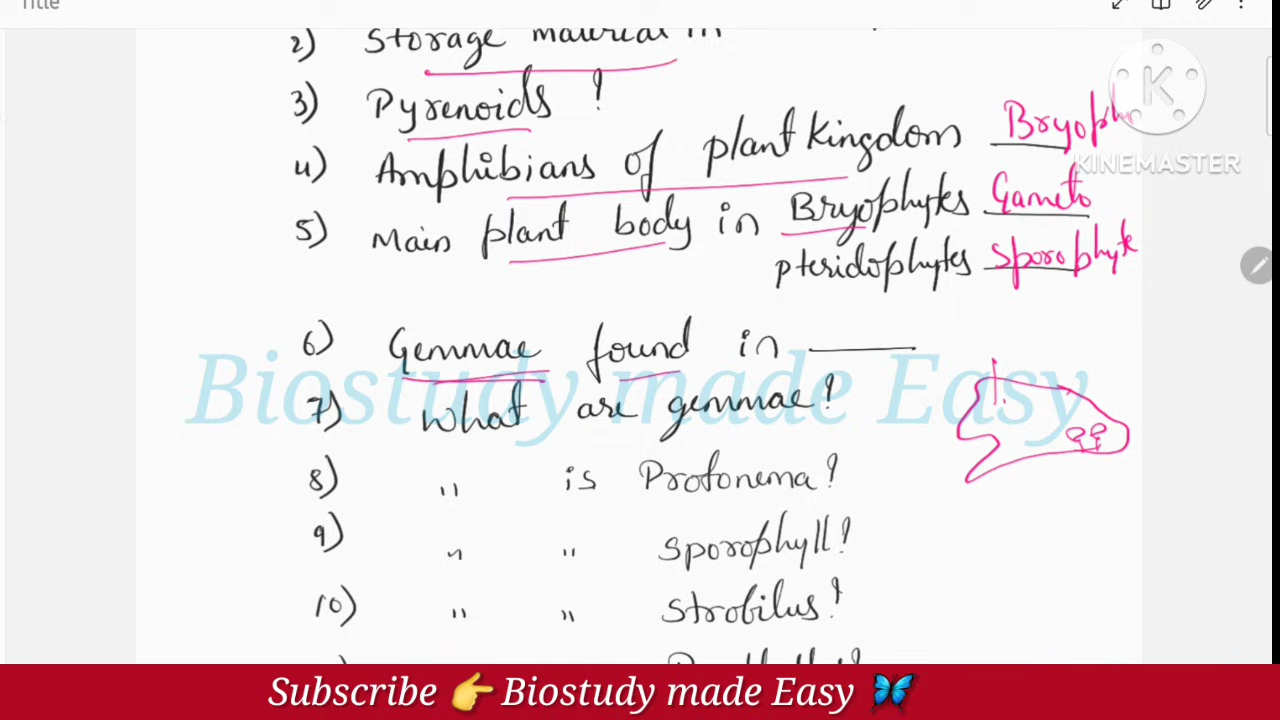 Title
2) Storage material in
3) Pyrenoids ?
4) Amphibians of plant kingdom Bryoph
KINEMASTER
5) Main plant body in Bryophytes Gameto
pteridophytes Sporophyte
6) Gemmae found in
Biostudy made Easy
7) What are gemmae?
8) " is Protonema?
9) " " Sporophyll?
10) " " Strobilus?
Subscribe 👉 Biostudy made Easy 🦋